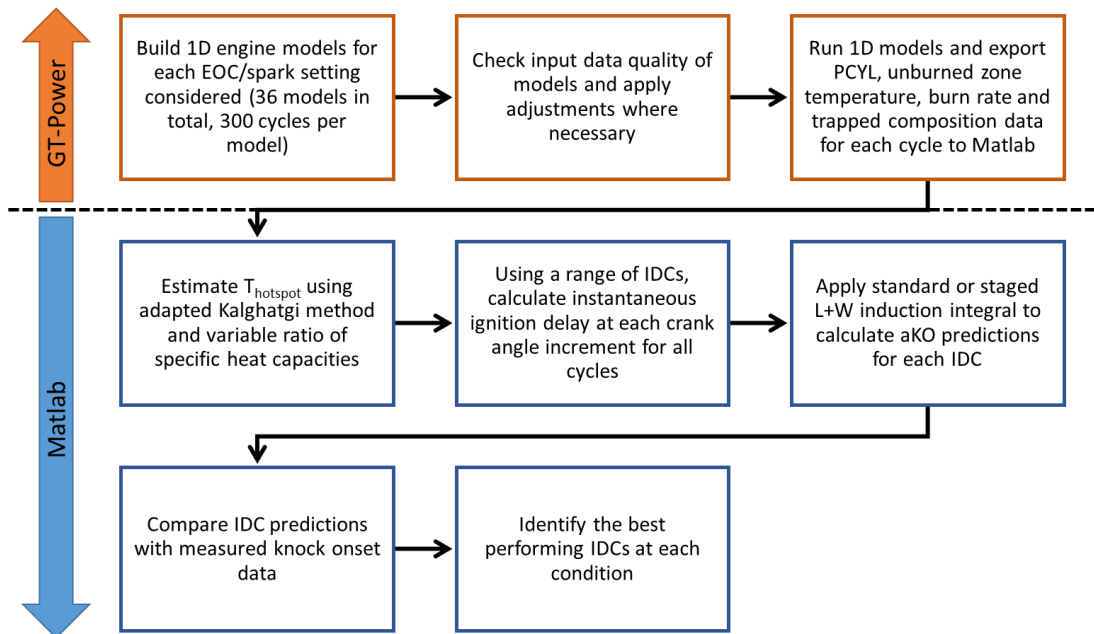 GT-Power
Build 1D engine models for
each EOC/spark setting
considered (36 models in
total, 300 cycles per
model)
Check input data quality of
models and apply
adjustments where
necessary
Run 1D models and export
PCYL, unburned zone
temperature, burn rate and
trapped composition data
for each cycle to Matlab
Matlab
Estimate Thotspot using
adapted Kalghatgi method
and variable ratio of
specific heat capacities
Using a range of IDCs,
calculate instantaneous
ignition delay at each crank
angle increment for all
cycles
Apply standard or staged
L+W induction integral to
calculate aKO predictions
for each IDC
Compare IDC predictions
with measured knock onset
data
Identify the best
performing IDCs at each
condition